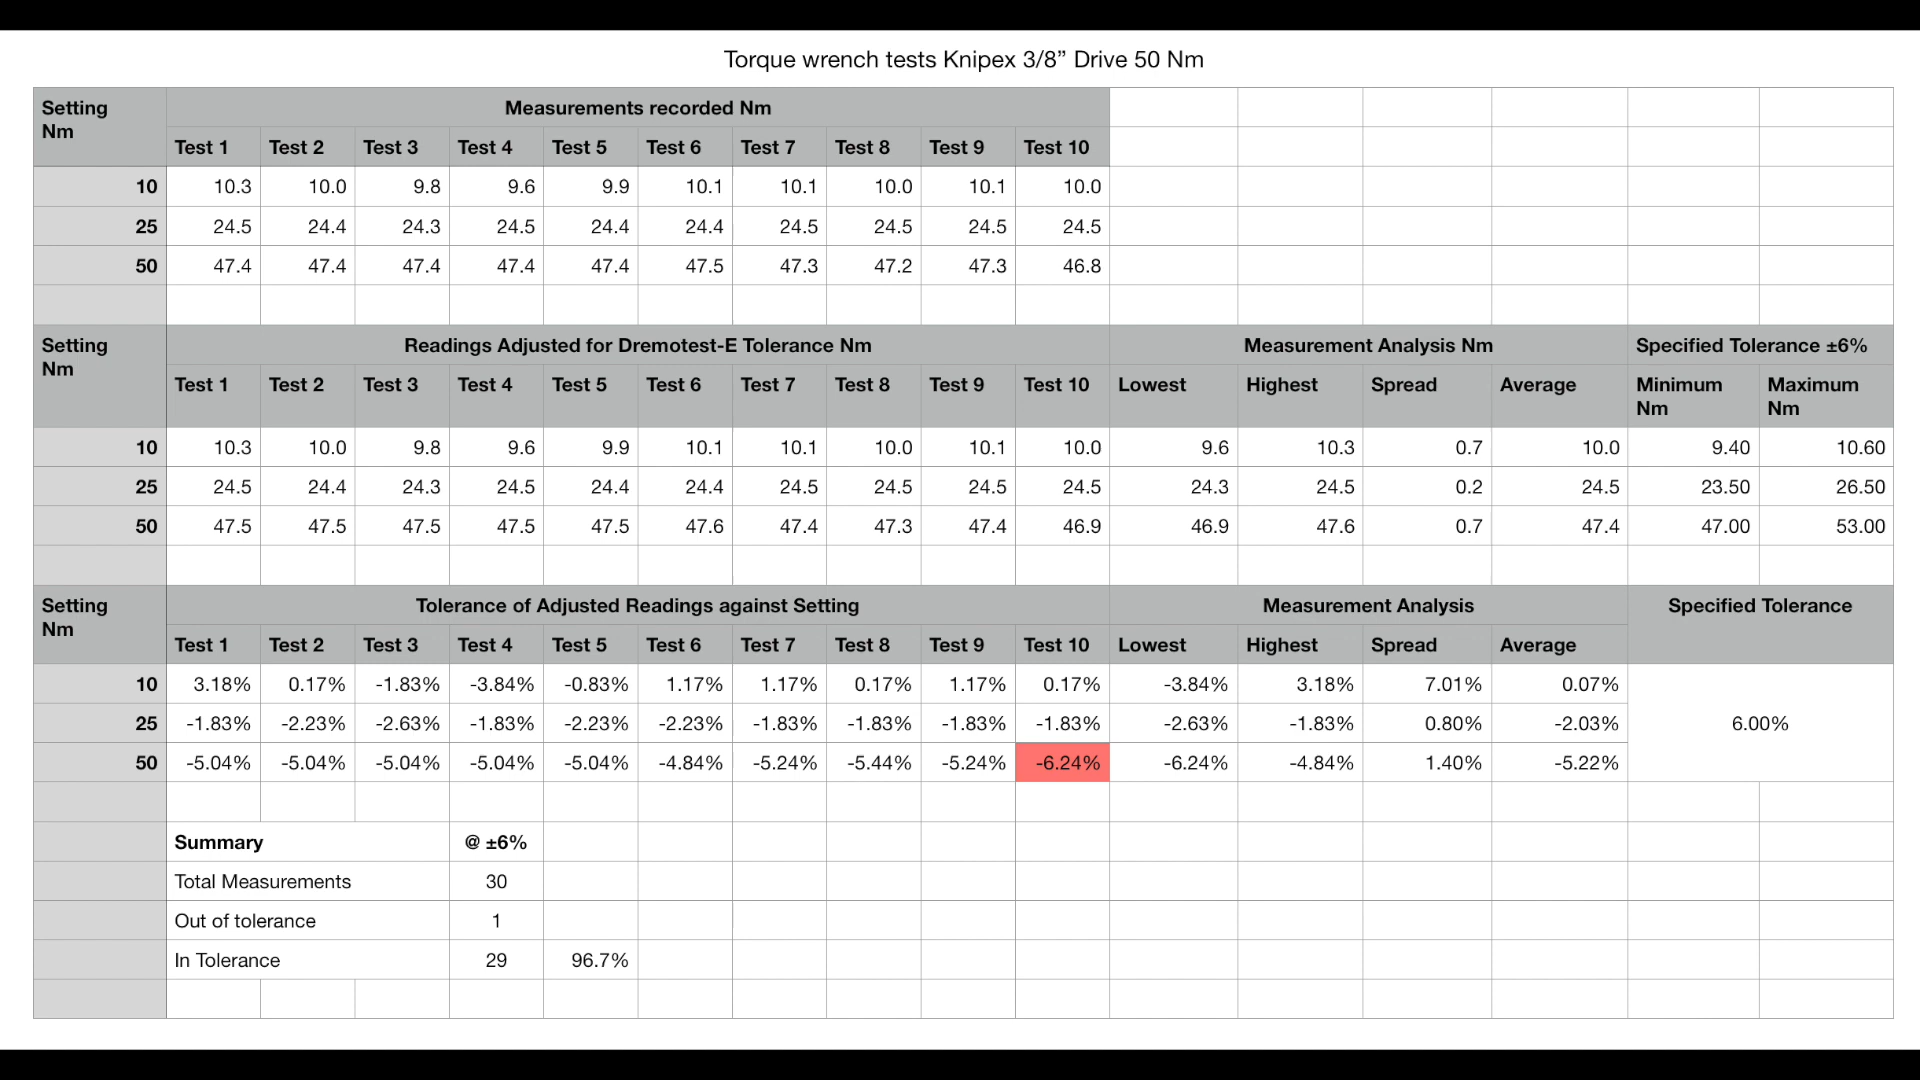 Torque wrench tests Knipex 3/8” Drive 50 Nm
Setting Nm Measurements recorded Nm
Test 1 Test 2 Test 3 Test 4 Test 5 Test 6 Test 7 Test 8 Test 9 Test 10
10 10.3 10.0 9.8 9.6 9.9 10.1 10.1 10.0 10.1 10.0
25 24.5 24.4 24.3 24.5 24.4 24.4 24.5 24.5 24.5 24.5
50 47.4 47.4 47.4 47.4 47.4 47.5 47.3 47.2 47.3 46.8
Setting Nm Readings Adjusted for Dremotest-E Tolerance Nm Measurement Analysis Nm Specified Tolerance ±6%
Test 1 Test 2 Test 3 Test 4 Test 5 Test 6 Test 7 Test 8 Test 9 Test 10 Lowest Highest Spread Average Minimum Nm Maximum Nm
10 10.3 10.0 9.8 9.6 9.9 10.1 10.1 10.0 10.1 10.0 9.6 10.3 0.7 10.0 9.40 10.60
25 24.5 24.4 24.3 24.5 24.4 24.4 24.5 24.5 24.5 24.5 24.3 24.5 0.2 24.5 23.50 26.50
50 47.5 47.5 47.5 47.5 47.5 47.6 47.4 47.3 47.4 46.9 46.9 47.6 0.7 47.4 47.00 53.00
Setting Nm Tolerance of Adjusted Readings against Setting Measurement Analysis Specified Tolerance
Test 1 Test 2 Test 3 Test 4 Test 5 Test 6 Test 7 Test 8 Test 9 Test 10 Lowest Highest Spread Average
10 3.18% 0.17% -1.83% -3.84% -0.83% 1.17% 1.17% 0.17% 1.17% 0.17% -3.84% 3.18% 7.01% 0.07%
25 -1.83% -2.23% -2.63% -1.83% -2.23% -2.23% -1.83% -1.83% -1.83% -1.83% -2.63% -1.83% 0.80% -2.03% 6.00%
50 -5.04% -5.04% -5.04% -5.04% -5.04% -4.84% -5.24% -5.44% -5.24% -6.24% -6.24% -4.84% 1.40% -5.22%
Summary @ ±6%
Total Measurements 30
Out of tolerance 1
In Tolerance 29 96.7%